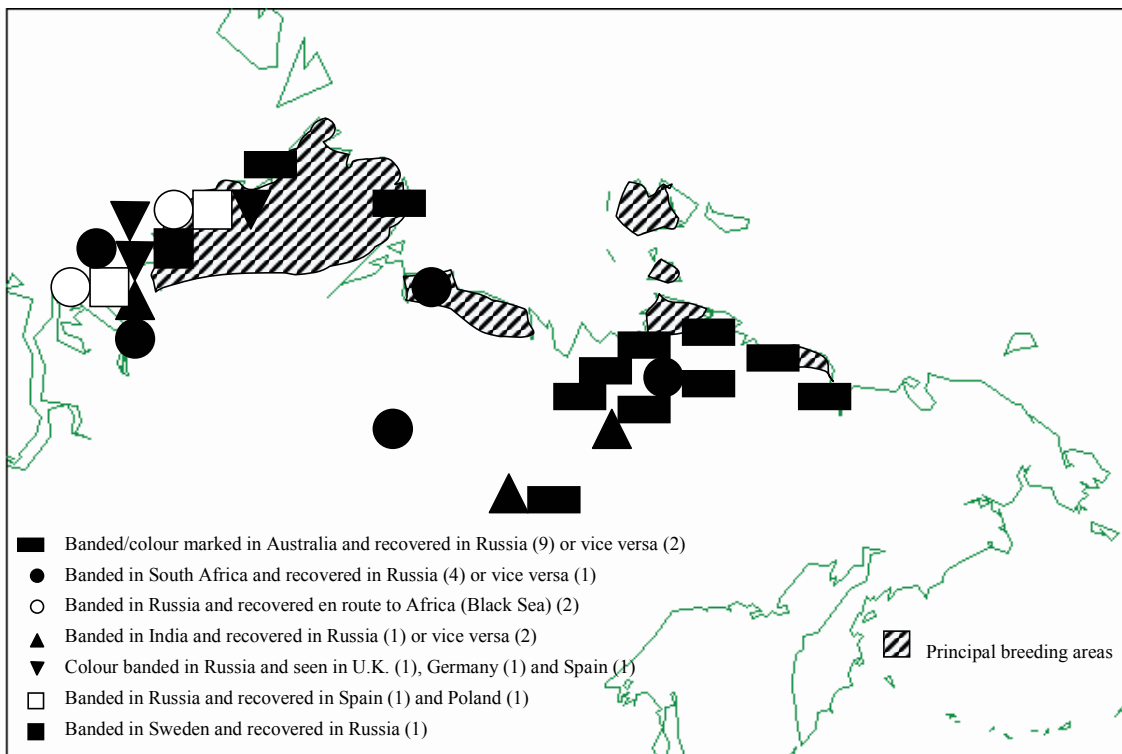 Banded/colour marked in Australia and recovered in Russia (9) or vice versa (2)
Banded in South Africa and recovered in Russia (4) or vice versa (1)
Banded in Russia and recovered en route to Africa (Black Sea) (2)
Banded in India and recovered in Russia (1) or vice versa (2)
Colour banded in Russia and seen in U.K. (1), Germany (1) and Spain (1)
Banded in Russia and recovered in Spain (1) and Poland (1)
Banded in Sweden and recovered in Russia (1)
Principal breeding areas